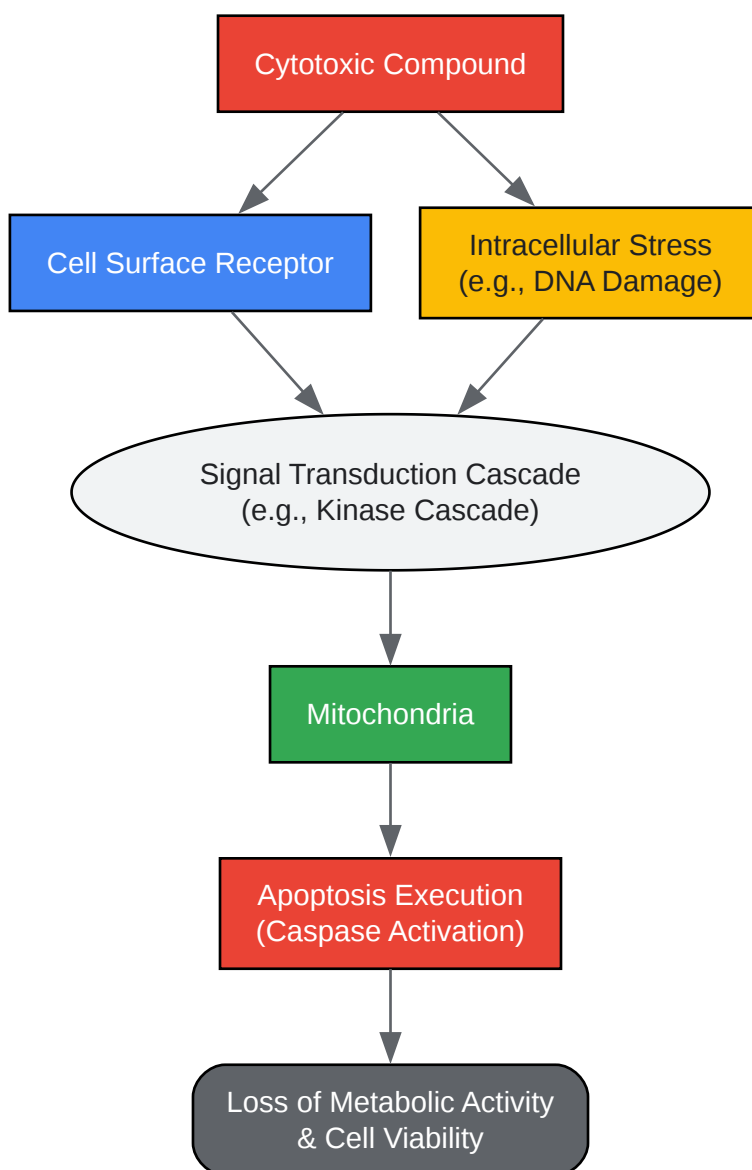 Cytotoxic Compound
Cell Surface Receptor
Intracellular Stress
(e.g., DNA Damage)
Signal Transduction Cascade
(e.g., Kinase Cascade)
Mitochondria
Apoptosis Execution
(Caspase Activation)
Loss of Metabolic Activity
& Cell Viability